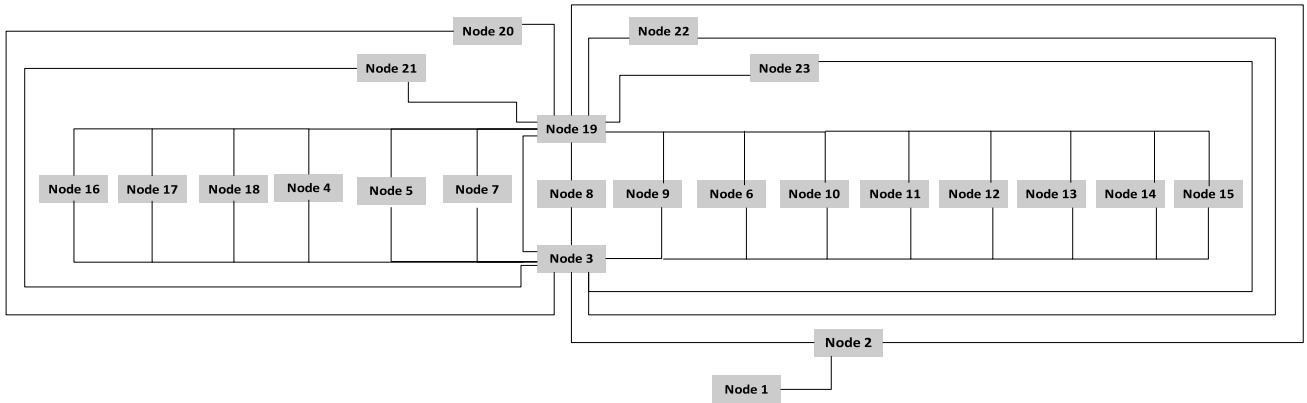 Node 20
Node 22
Node 21
Node 23
Node 19
Node 16
Node 17
Node 18
Node 4
Node 5
Node 7
Node 8
Node 9
Node 6
Node 10
Node 11
Node 12
Node 13
Node 14
Node 15
Node 3
Node 2
Node 1